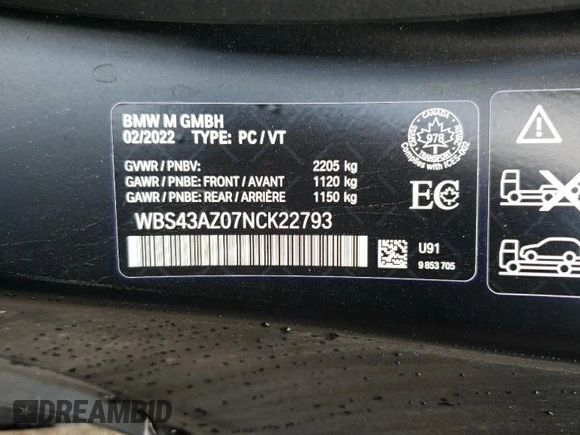 BMW M GMBH
02/2022 TYPE: PC/VT
GVWR / PNBV: 2205 kg
GAWR / PNBE: FRONT / AVANT 1120 kg
GAWR / PNBE: REAR / ARRIÈRE 1150 kg
WBS43AZ07NCK22793
CANADA
978
TRANSPORT
Complies with ICES-002
EC
U91
9 853 705
DREAMBID